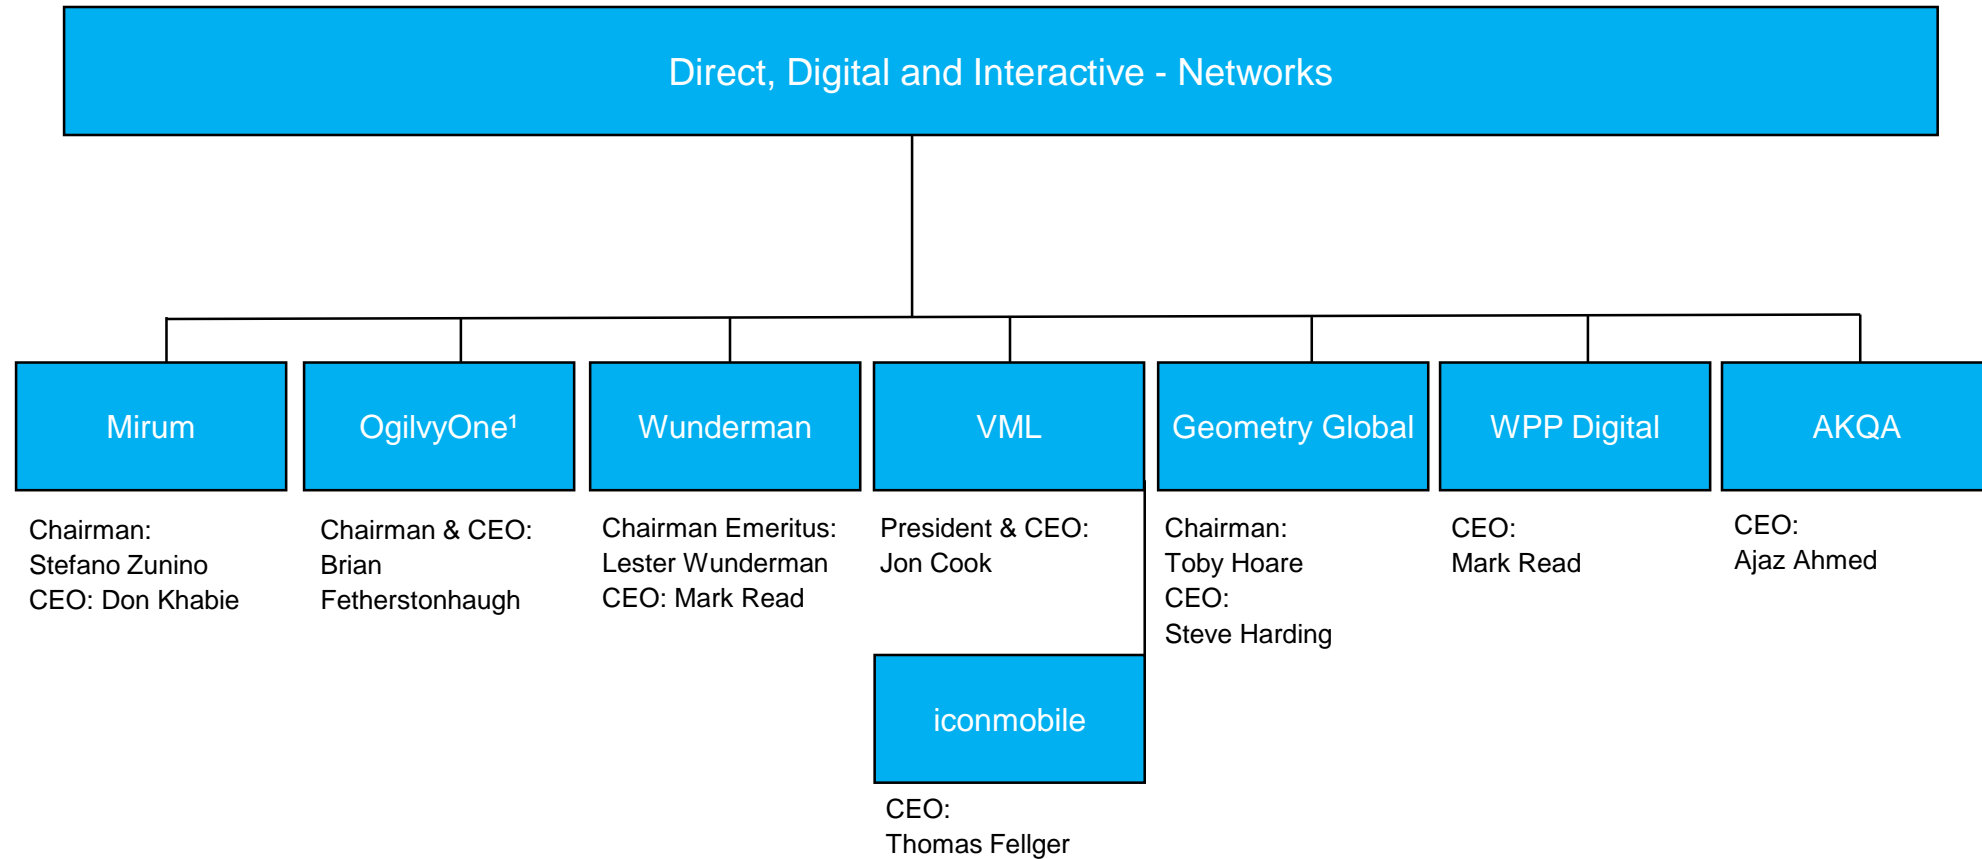 Direct, Digital and Interactive - Networks
Mirum
OgilvyOne¹
Wunderman
VML
Geometry Global
WPP Digital
AKQA
Chairman:
Stefano Zunino
CEO: Don Khabie
Chairman & CEO:
Brian
Fetherstonhaugh
Chairman Emeritus:
Lester Wunderman
CEO: Mark Read
President & CEO:
Jon Cook
Chairman:
Toby Hoare
CEO:
Steve Harding
CEO:
Mark Read
CEO:
Ajaz Ahmed
iconmobile
CEO:
Thomas Fellger